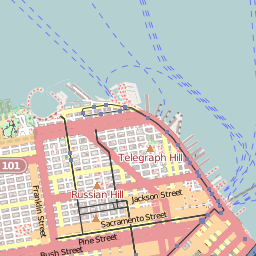 Telegraph Hill
101
Russian Hill
Jackson Street
Franklin Street
Sacramento Street
Pine Street
Bush Street